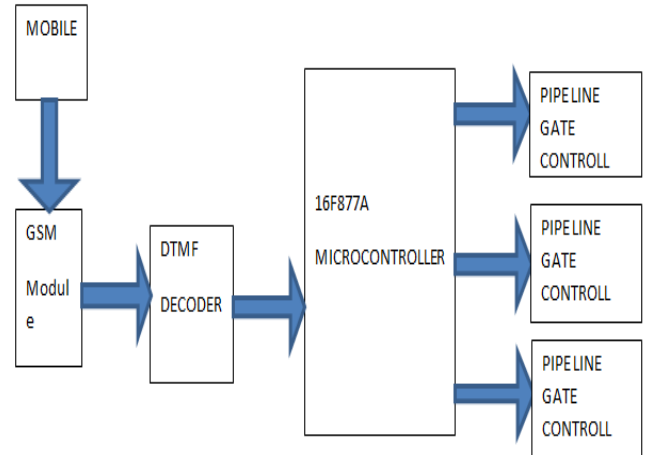 MOBILE
GSM
Modul
e
DTMF
DECODER
16F877A
MICROCONTROLLER
PIPELINE
GATE
CONTROLL
PIPELINE
GATE
CONTROLL
PIPELINE
GATE
CONTROLL